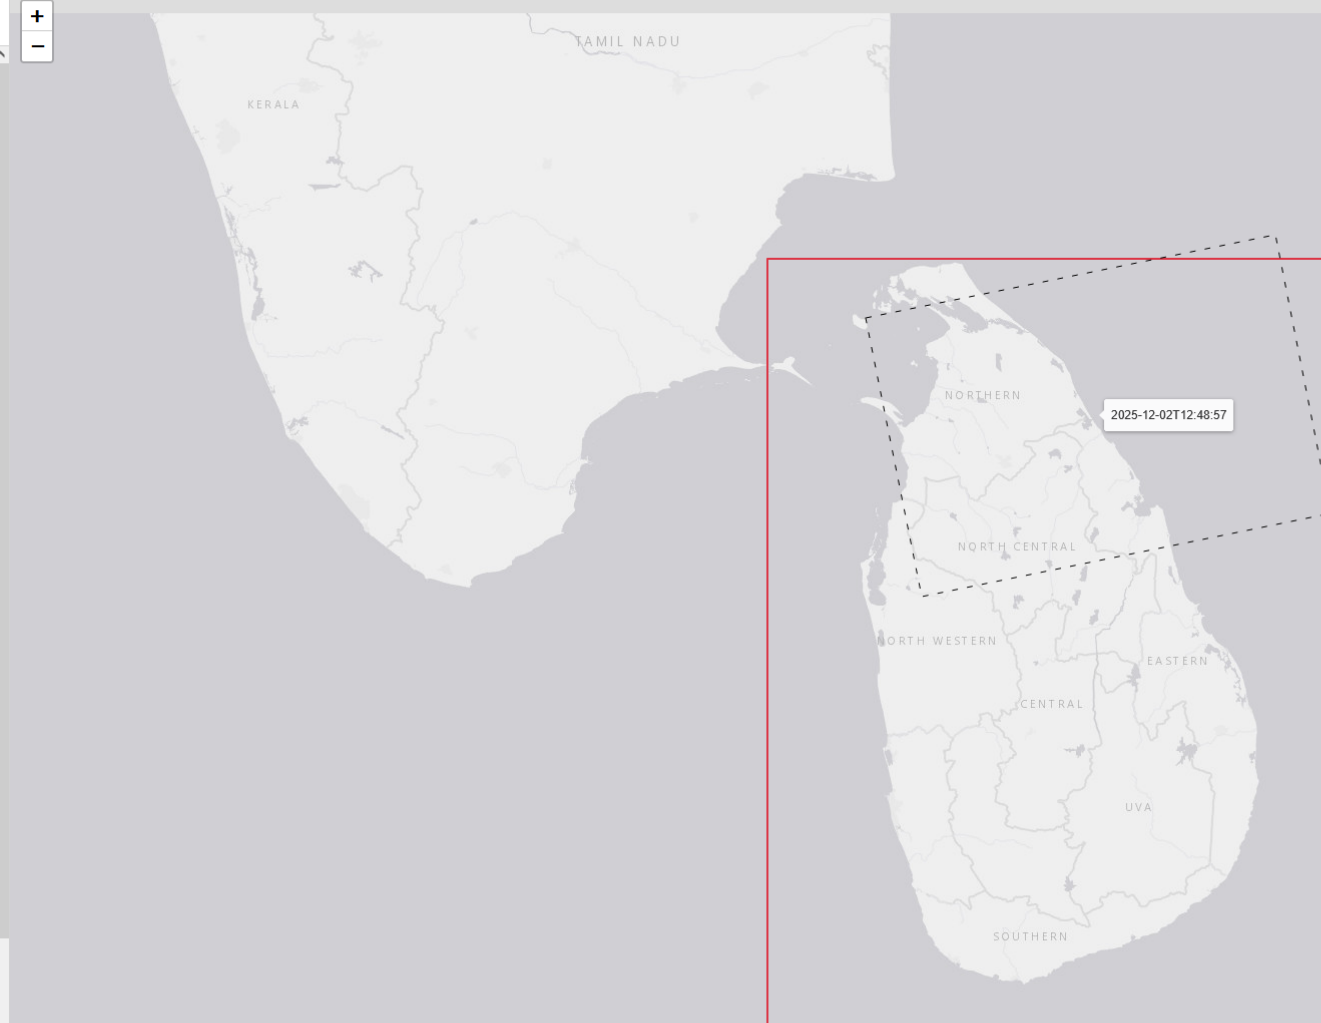 +
−
TAMIL NADU
KERALA
NORTHERN
2025-12-02T12:48:57
NORTH CENTRAL
NORTH WESTERN
EASTERN
CENTRAL
UVA
SOUTHERN